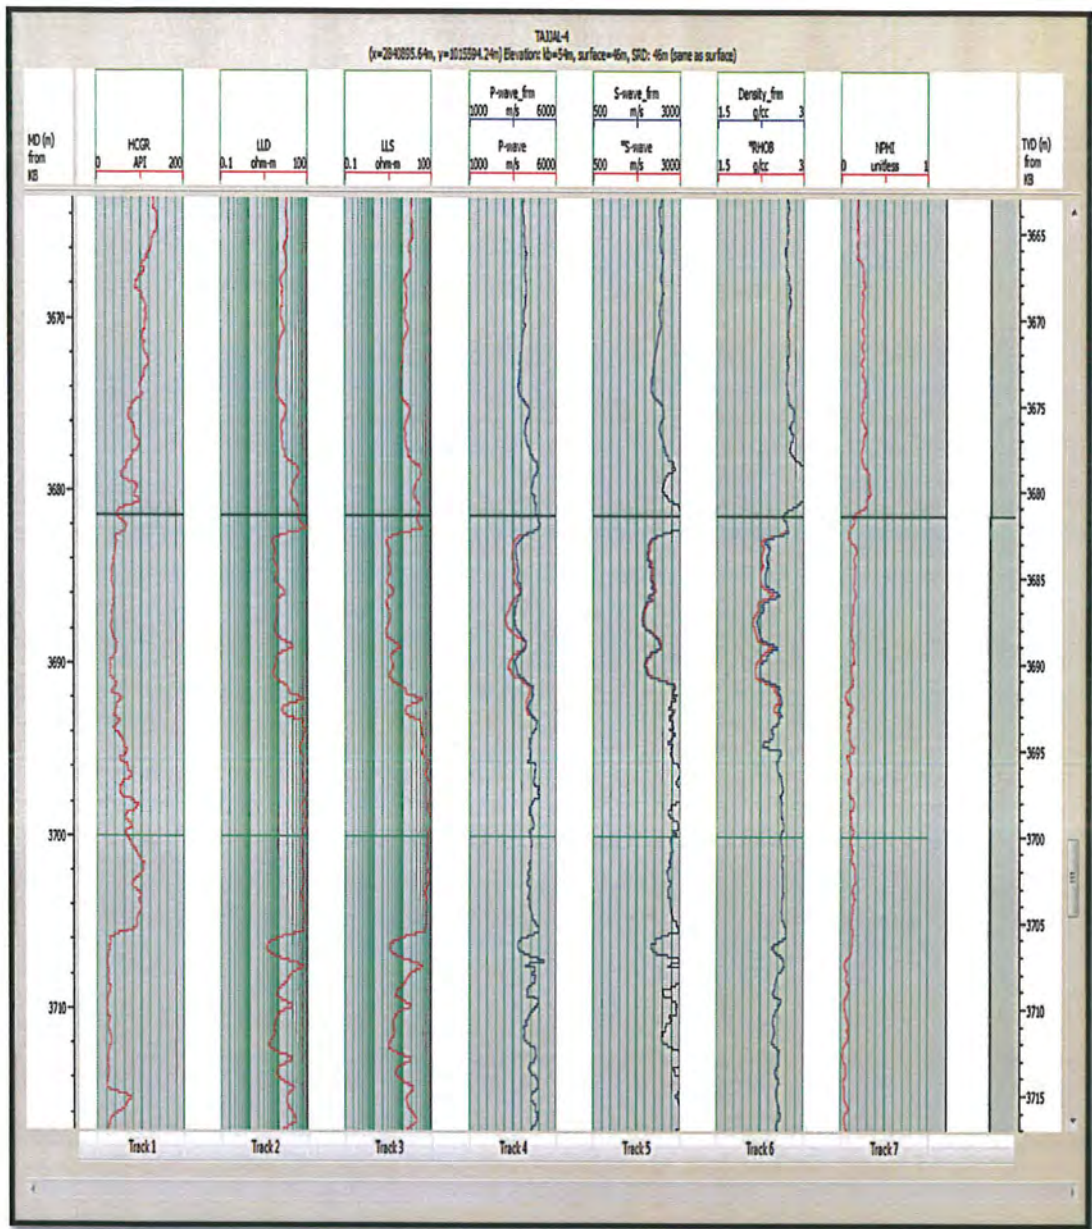 TAJJAL-4
(x=2840895.64m, y=1015594.24m) Elevation: kb=54m, surface=46m, SRD: 46m (same as surface)
P-wave_frm
1000 m/s 6000
S-wave_frm
500 m/s 3000
Density_frm
1.5 g/cc 3
MD (m)
from
KB
HCGR
0 API 200
LLD
0.1 ohm-m 100
LLS
0.1 ohm-m 100
P-wave
1000 m/s 6000
*S-wave
500 m/s 3000
*RHOB
1.5 g/cc 3
NPHI
0 unitless 1
TVD (m)
from
KB
3665
3670
3670
3675
3680
3680
3685
3690
3690
3695
3700
3700
3705
3710
3710
3715
Track 1 Track 2 Track 3 Track 4 Track 5 Track 6 Track 7